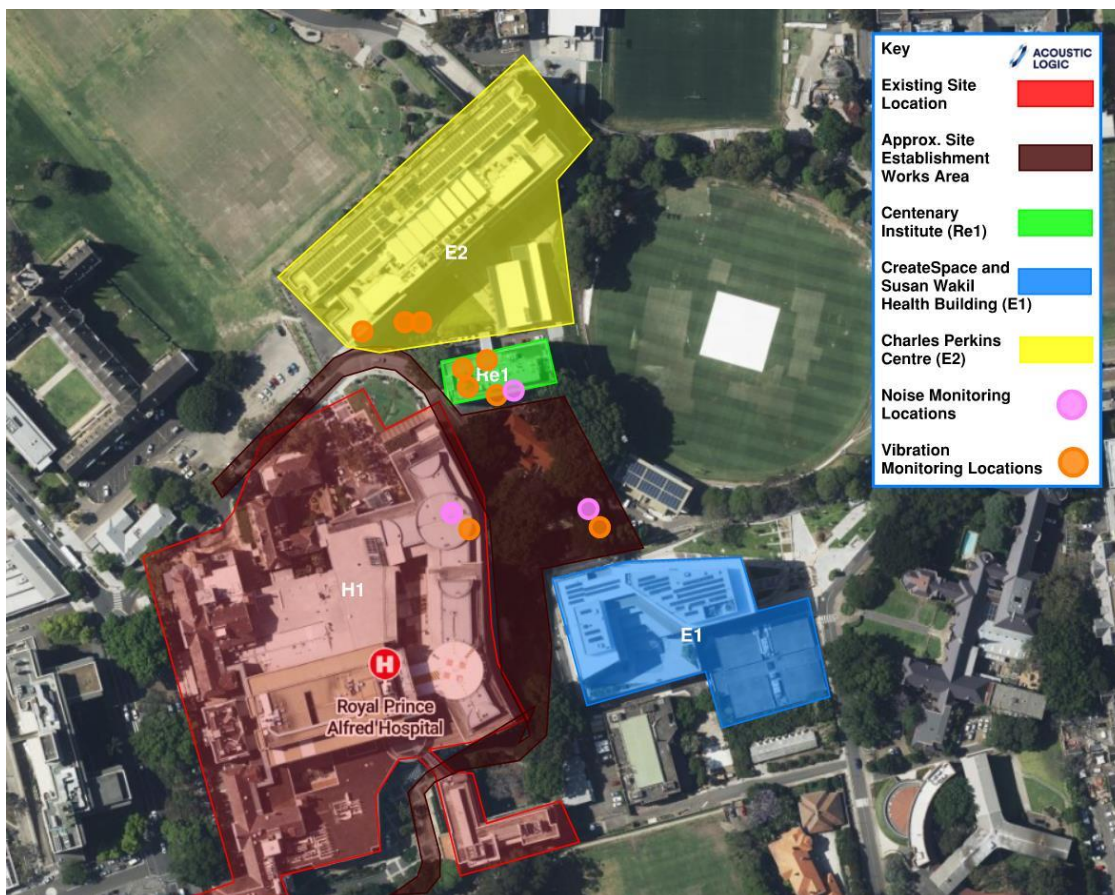 Key
ACOUSTIC
LOGIC
Existing Site
Location
Approx. Site
Establishment
Works Area
Centenary
Institute (Re1)
CreateSpace and
Susan Wakil
Health Building (E1)
Charles Perkins
Centre (E2)
Noise Monitoring
Locations
Vibration
Monitoring Locations
E2
Re1
H1
E1
H
Royal Prince
Alfred Hospital